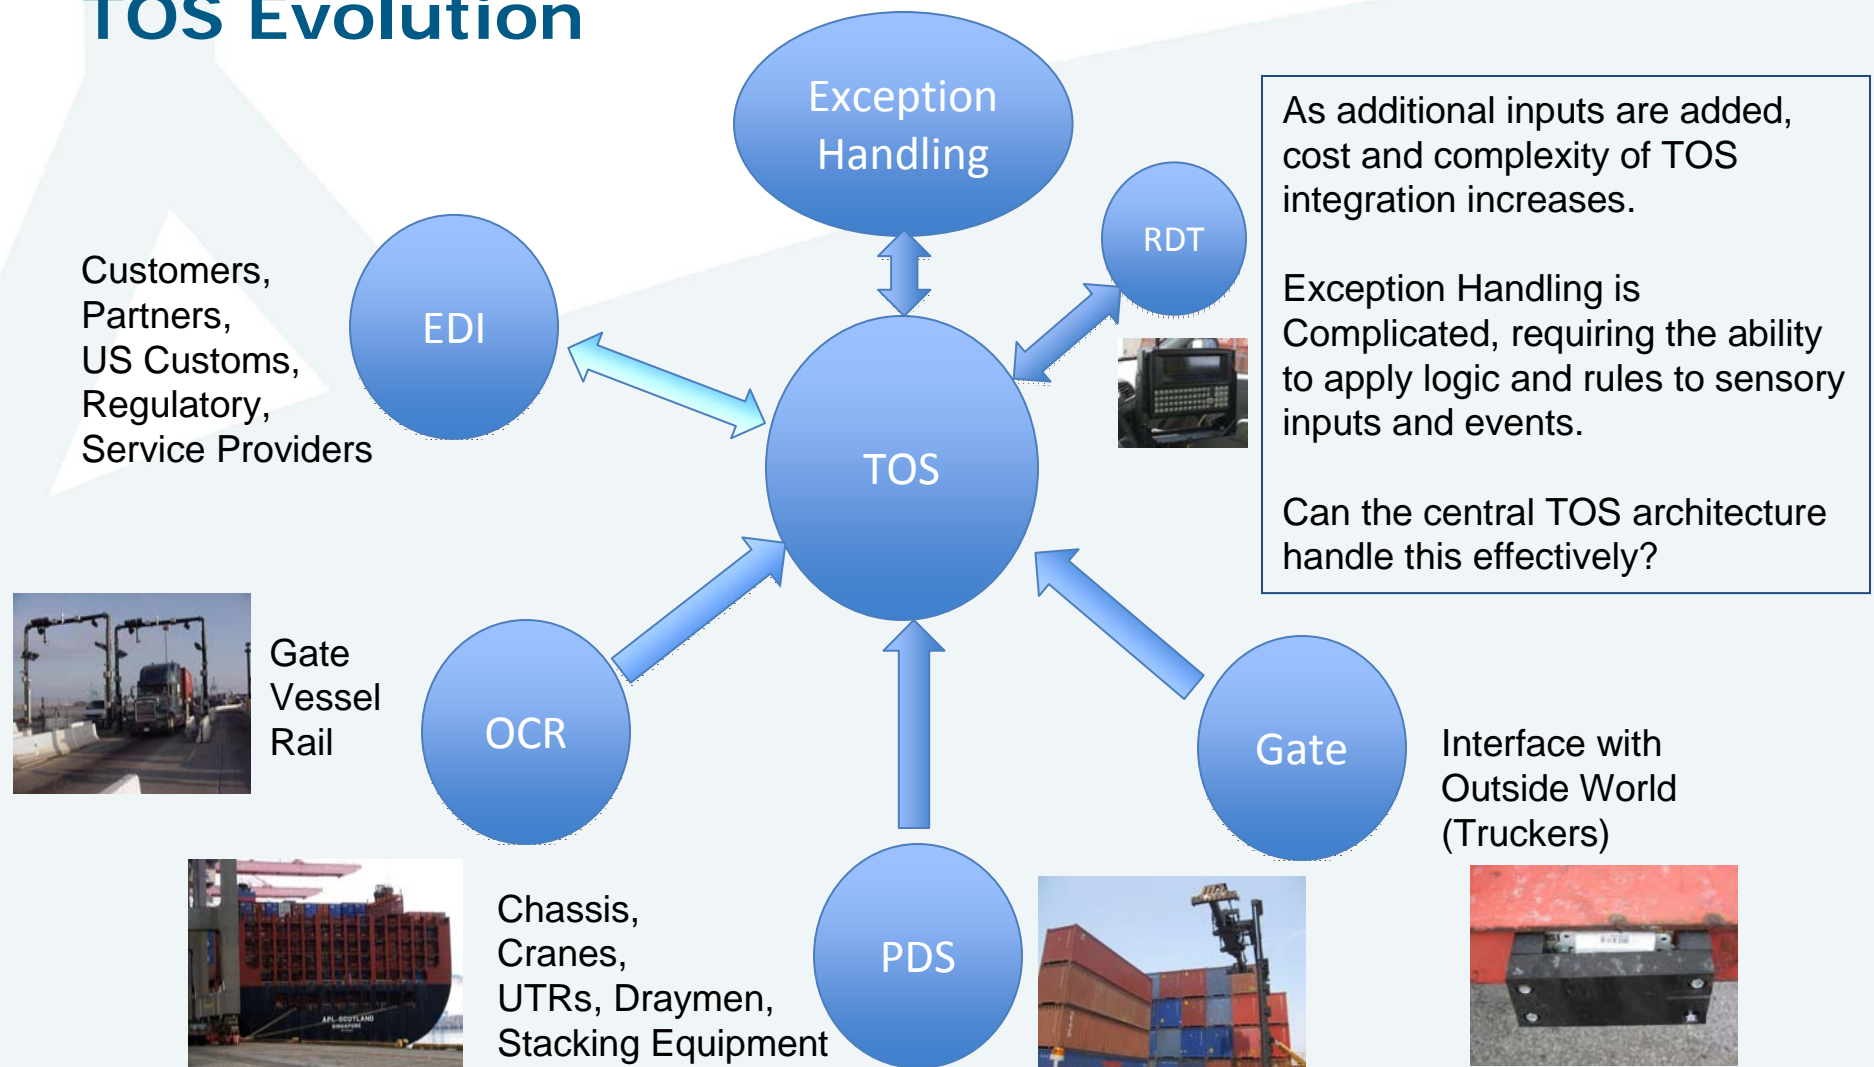 TOS Evolution
Exception
Handling
RDT
EDI
TOS
OCR
PDS
Gate
Customers,
Partners,
US Customs,
Regulatory,
Service Providers
Gate
Vessel
Rail
Chassis,
Cranes,
UTRs, Draymen,
Stacking Equipment
Interface with
Outside World
(Truckers)
As additional inputs are added,
cost and complexity of TOS
integration increases.
Exception Handling is
Complicated, requiring the ability
to apply logic and rules to sensory
inputs and events.
Can the central TOS architecture
handle this effectively?
APL SCOTLAND
SINGAPORE